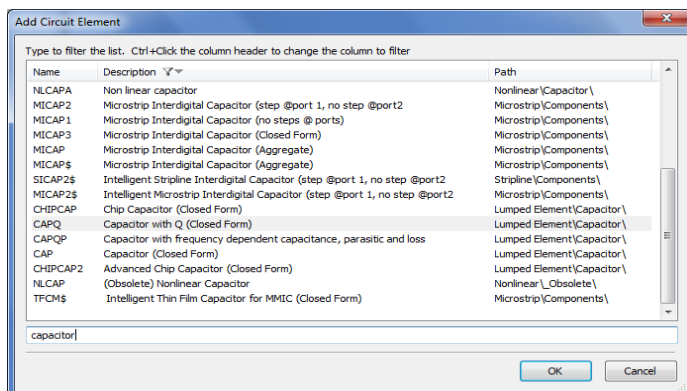 Add Circuit Element
Type to filter the list. Ctrl+Click the column header to change the column to filter
Name Description Path
NLCAPA Non linear capacitor Nonlinear\Capacitor\
MICAP2 Microstrip Interdigital Capacitor (step @port 1, no step @port2 Microstrip\Components\
MICAP1 Microstrip Interdigital Capacitor (no steps @ ports) Microstrip\Components\
MICAP3 Microstrip Interdigital Capacitor (Closed Form) Microstrip\Components\
MICAP Microstrip Interdigital Capacitor (Aggregate) Microstrip\Components\
MICAP$ Microstrip Interdigital Capacitor (Aggregate) Microstrip\Components\
SICAP2$ Intelligent Stripline Interdigital Capacitor (step @port 1, no step @port2 Stripline\Components\
MICAP2$ Intelligent Microstrip Interdigital Capacitor (step @port 1, no step @port2 Microstrip\Components\
CHIPCAP Chip Capacitor (Closed Form) Lumped Element\Capacitor\
CAPQ Capacitor with Q (Closed Form) Lumped Element\Capacitor\
CAPQP Capacitor with frequency dependent capacitance, parasitic and loss Lumped Element\Capacitor\
CAP Capacitor (Closed Form) Lumped Element\Capacitor\
CHIPCAP2 Advanced Chip Capacitor (Closed Form) Lumped Element\Capacitor\
NLCAP (Obsolete) Nonlinear Capacitor Nonlinear\_Obsolete\
TFCM$ Intelligent Thin Film Capacitor for MMIC (Closed Form) Microstrip\Components\
capacitor
OK Cancel